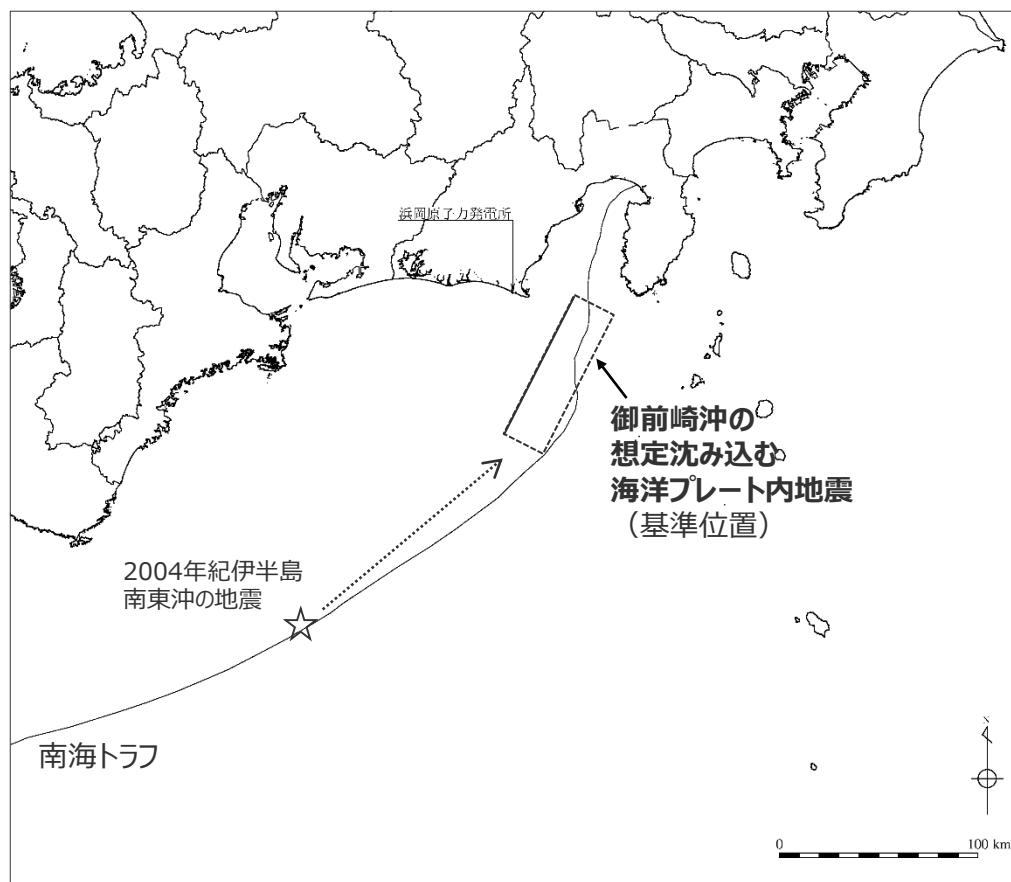 浜岡原子力発電所
御前崎沖の
想定沈み込む
海洋プレート内地震
（基準位置）
2004年紀伊半島
南東沖の地震
南海トラフ
N
0 100 km